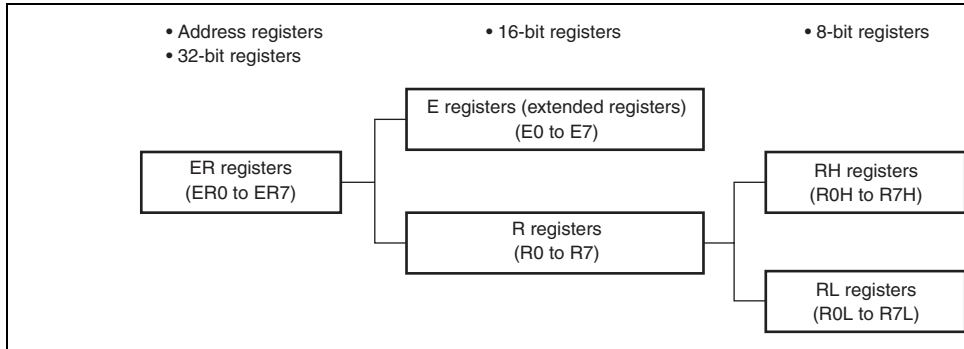 • Address registers
• 32-bit registers
• 16-bit registers
• 8-bit registers
E registers (extended registers)
(E0 to E7)
ER registers
(ER0 to ER7)
RH registers
(R0H to R7H)
R registers
(R0 to R7)
RL registers
(R0L to R7L)